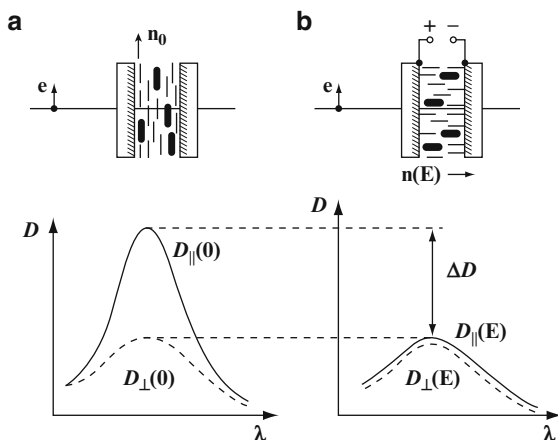 a
n₀
e
b
+ −
e
n(E)
D
D||(0)
D⊥(0)
λ
D
ΔD
D||(E)
D⊥(E)
λ